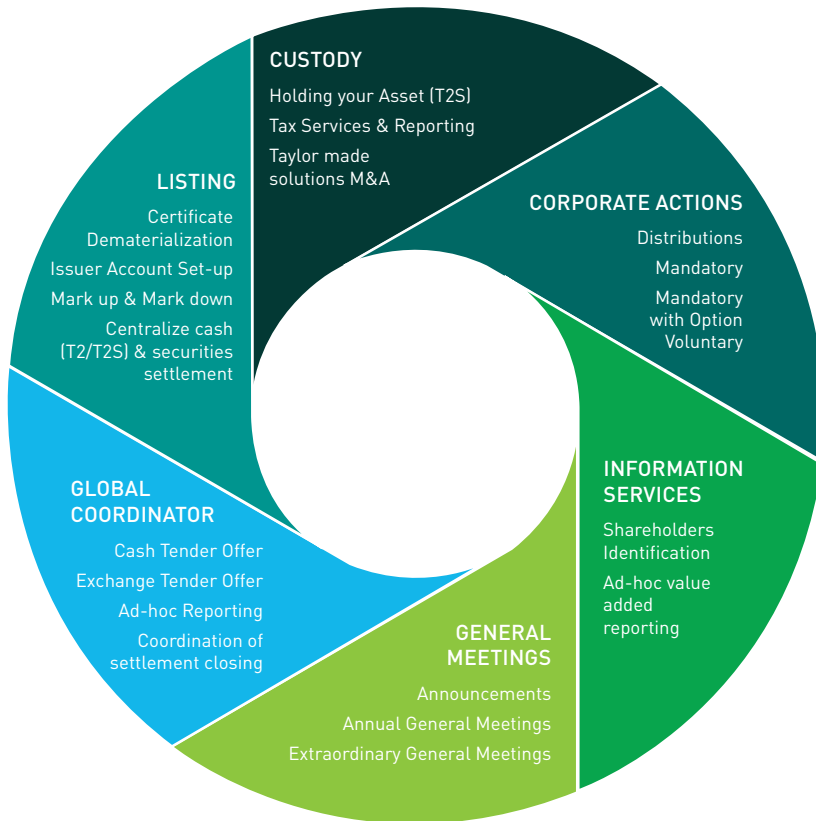 CUSTODY
Holding your Asset (T2S)
Tax Services & Reporting
Taylor made
solutions M&A
CORPORATE ACTIONS
Distributions
Mandatory
Mandatory
with Option
Voluntary
INFORMATION
SERVICES
Shareholders
Identification
Ad-hoc value
added
reporting
GENERAL
MEETINGS
Announcements
Annual General Meetings
Extraordinary General Meetings
GLOBAL
COORDINATOR
Cash Tender Offer
Exchange Tender Offer
Ad-hoc Reporting
Coordination of
settlement closing
LISTING
Certificate
Dematerialization
Issuer Account Set-up
Mark up & Mark down
Centralize cash
(T2/T2S) & securities
settlement